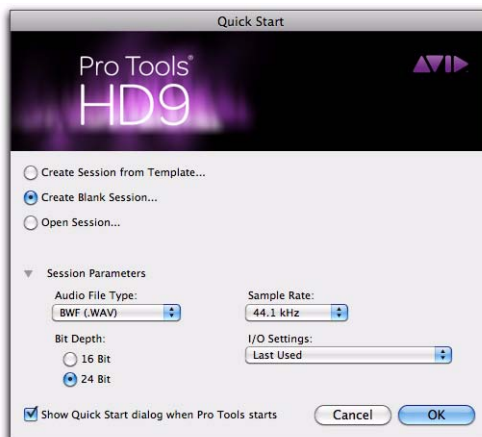 Quick Start
Pro Tools®
HD9
AVID
Create Session from Template...
Create Blank Session...
Open Session...
Session Parameters
Audio File Type:
BWF (.WAV)
Sample Rate:
44.1 kHz
Bit Depth:
16 Bit
24 Bit
I/O Settings:
Last Used
Show Quick Start dialog when Pro Tools starts
Cancel
OK